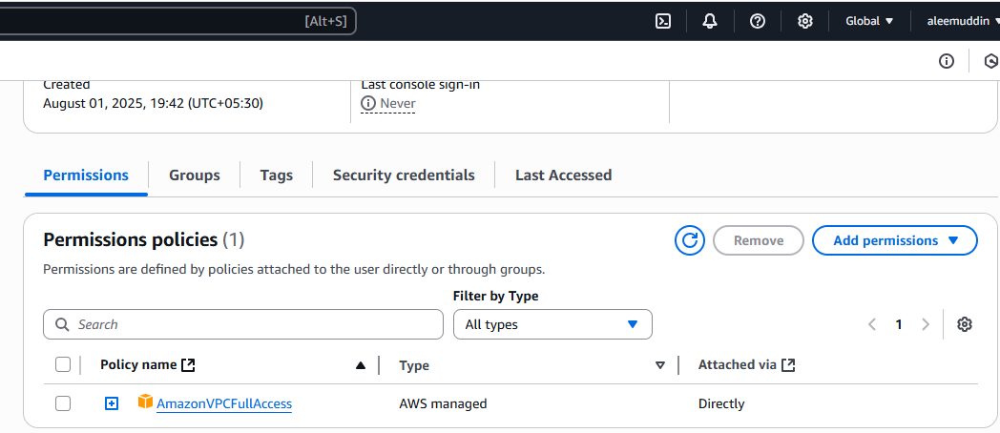 [Alt+S]
Global
aleemuddin
Created
Last console sign-in
August 01, 2025, 19:42 (UTC+05:30)
Never
Permissions
Groups
Tags
Security credentials
Last Accessed
Permissions policies (1)
Remove
Add permissions
Permissions are defined by policies attached to the user directly or through groups.
Filter by Type
Search
All types
1
Policy name
Type
Attached via
AmazonVPCFullAccess
AWS managed
Directly